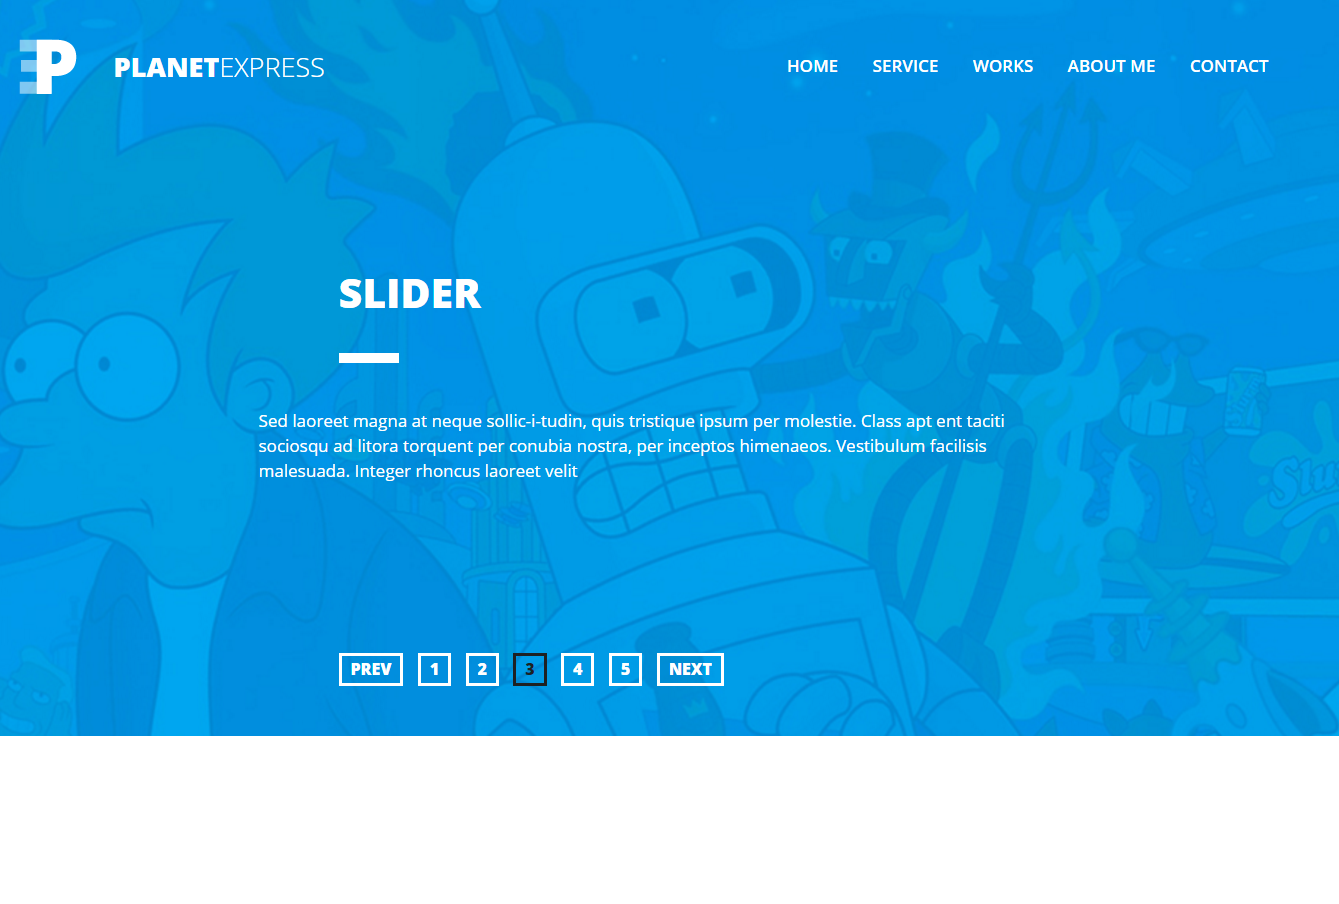 P
PLANETEXPRESS
HOME SERVICE WORKS ABOUT ME CONTACT
SLIDER
Sed laoreet magna at neque sollic-i-tudin, quis tristique ipsum per molestie. Class apt ent taciti
sociosqu ad litora torquent per conubia nostra, per inceptos himenaeos. Vestibulum facilisis
malesuada. Integer rhoncus laoreet velit
PREV 1 2 3 4 5 NEXT